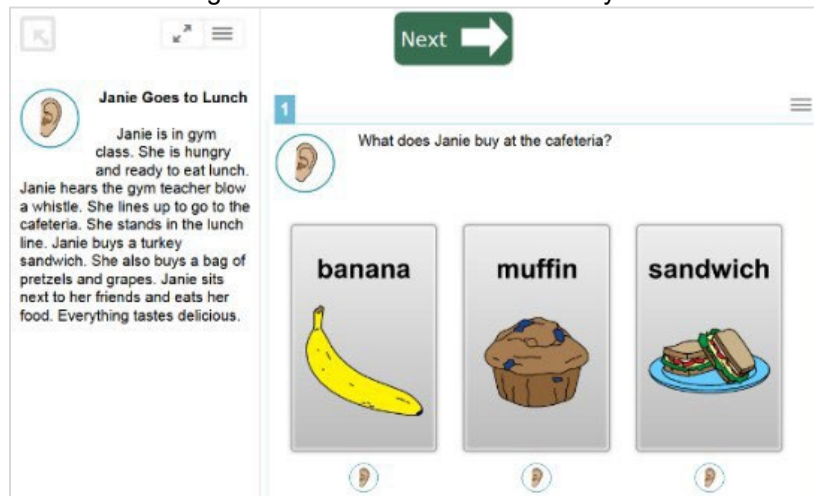 Next
Janie Goes to Lunch
Janie is in gym
class. She is hungry
and ready to eat lunch.
Janie hears the gym teacher blow
a whistle. She lines up to go to the
cafeteria. She stands in the lunch
line. Janie buys a turkey
sandwich. She also buys a bag of
pretzels and grapes. Janie sits
next to her friends and eats her
food. Everything tastes delicious.
1
What does Janie buy at the cafeteria?
banana
muffin
sandwich